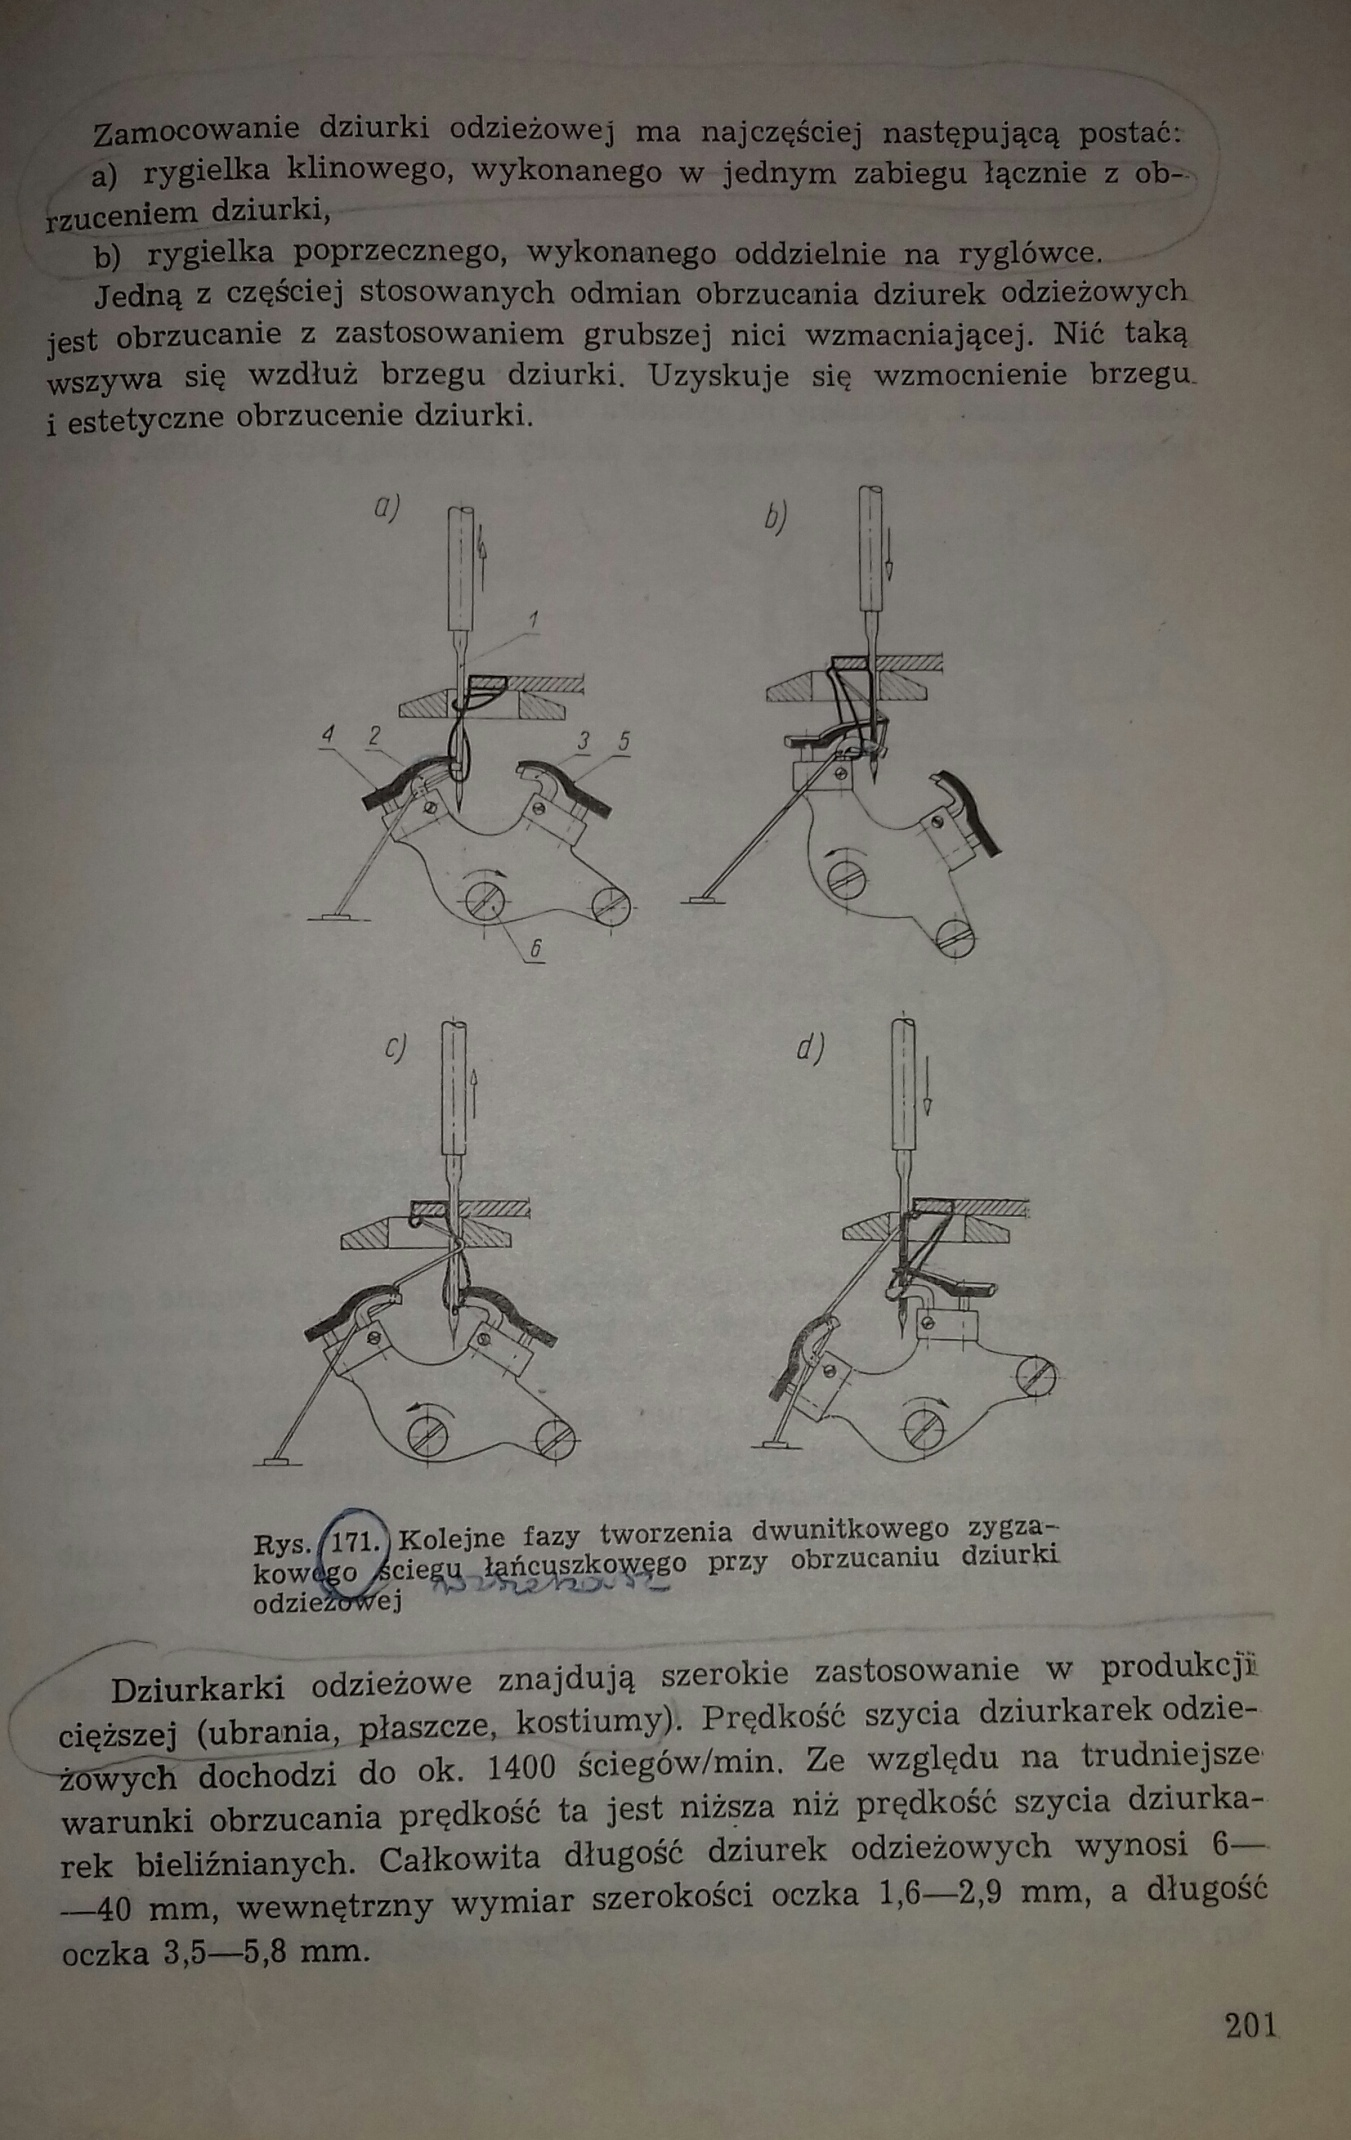 Zamocowanie dziurki odzieżowej ma najczęściej następującą postać:
a) rygielka klinowego, wykonanego w jednym zabiegu łącznie z ob-
rzuceniem dziurki,
b) rygielka poprzecznego, wykonanego oddzielnie na ryglówce.
Jedną z częściej stosowanych odmian obrzucania dziurek odzieżowych
jest obrzucanie z zastosowaniem grubszej nici wzmacniającej. Nić taką
wszywa się wzdłuż brzegu dziurki. Uzyskuje się wzmocnienie brzegu
i estetyczne obrzucenie dziurki.
a)
b)
1
4 2 3 5
6
c)
d)
Rys. 171. Kolejne fazy tworzenia dwunitkowego zygza-
kowego ściegu łańcuszkowego przy obrzucaniu dziurki
odzieżowej
Dziurkarki odzieżowe znajdują szerokie zastosowanie w produkcji
cięższej (ubrania, płaszcze, kostiumy). Prędkość szycia dziurkarek odzie-
żowych dochodzi do ok. 1400 ściegów/min. Ze względu na trudniejsze
warunki obrzucania prędkość ta jest niższa niż prędkość szycia dziurka-
rek bieliźnianych. Całkowita długość dziurek odzieżowych wynosi 6—
—40 mm, wewnętrzny wymiar szerokości oczka 1,6—2,9 mm, a długość
oczka 3,5—5,8 mm.
201